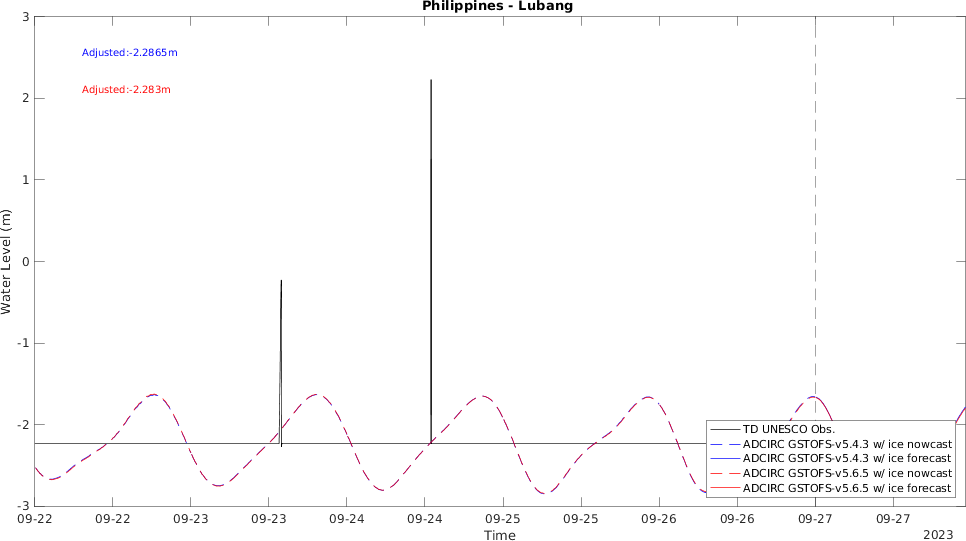 Philippines - Lubang
Adjusted:-2.2865m
Adjusted:-2.283m
3
2
1
0
-1
-2
-3
Water Level (m)
TD UNESCO Obs.
ADCIRC GSTOFS-v5.4.3 w/ ice nowcast
ADCIRC GSTOFS-v5.4.3 w/ ice forecast
ADCIRC GSTOFS-v5.6.5 w/ ice nowcast
ADCIRC GSTOFS-v5.6.5 w/ ice forecast
09-22 09-22 09-23 09-23 09-24 09-24 09-25 09-25 09-26 09-26 09-27 09-27
Time
2023